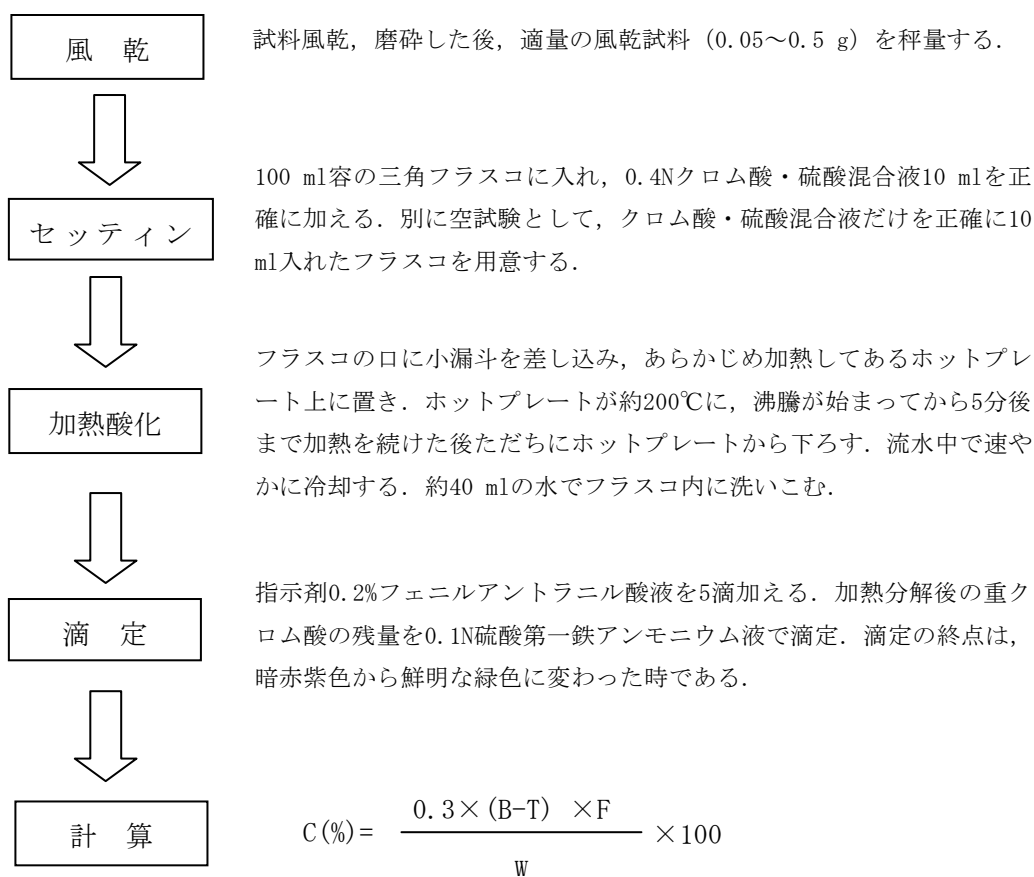 風　乾
試料風乾，磨砕した後，適量の風乾試料（0.05～0.5 g）を秤量する．
セッティン
100 ml容の三角フラスコに入れ，0.4Nクロム酸・硫酸混合液10 mlを正
確に加える．別に空試験として，クロム酸・硫酸混合液だけを正確に10
ml入れたフラスコを用意する．
加熱酸化
フラスコの口に小漏斗を差し込み，あらかじめ加熱してあるホットプレ
ート上に置き．ホットプレートが約200℃に，沸騰が始まってから5分後
まで加熱を続けた後ただちにホットプレートから下ろす．流水中で速や
かに冷却する．約40 mlの水でフラスコ内に洗いこむ．
滴　定
指示剤0.2%フェニルアントラニル酸液を5滴加える．加熱分解後の重ク
ロム酸の残量を0.1N硫酸第一鉄アンモニウム液で滴定．滴定の終点は，
暗赤紫色から鮮明な緑色に変わった時である．
計　算
0.3×(B-T) ×F
C(%)= ×100
W